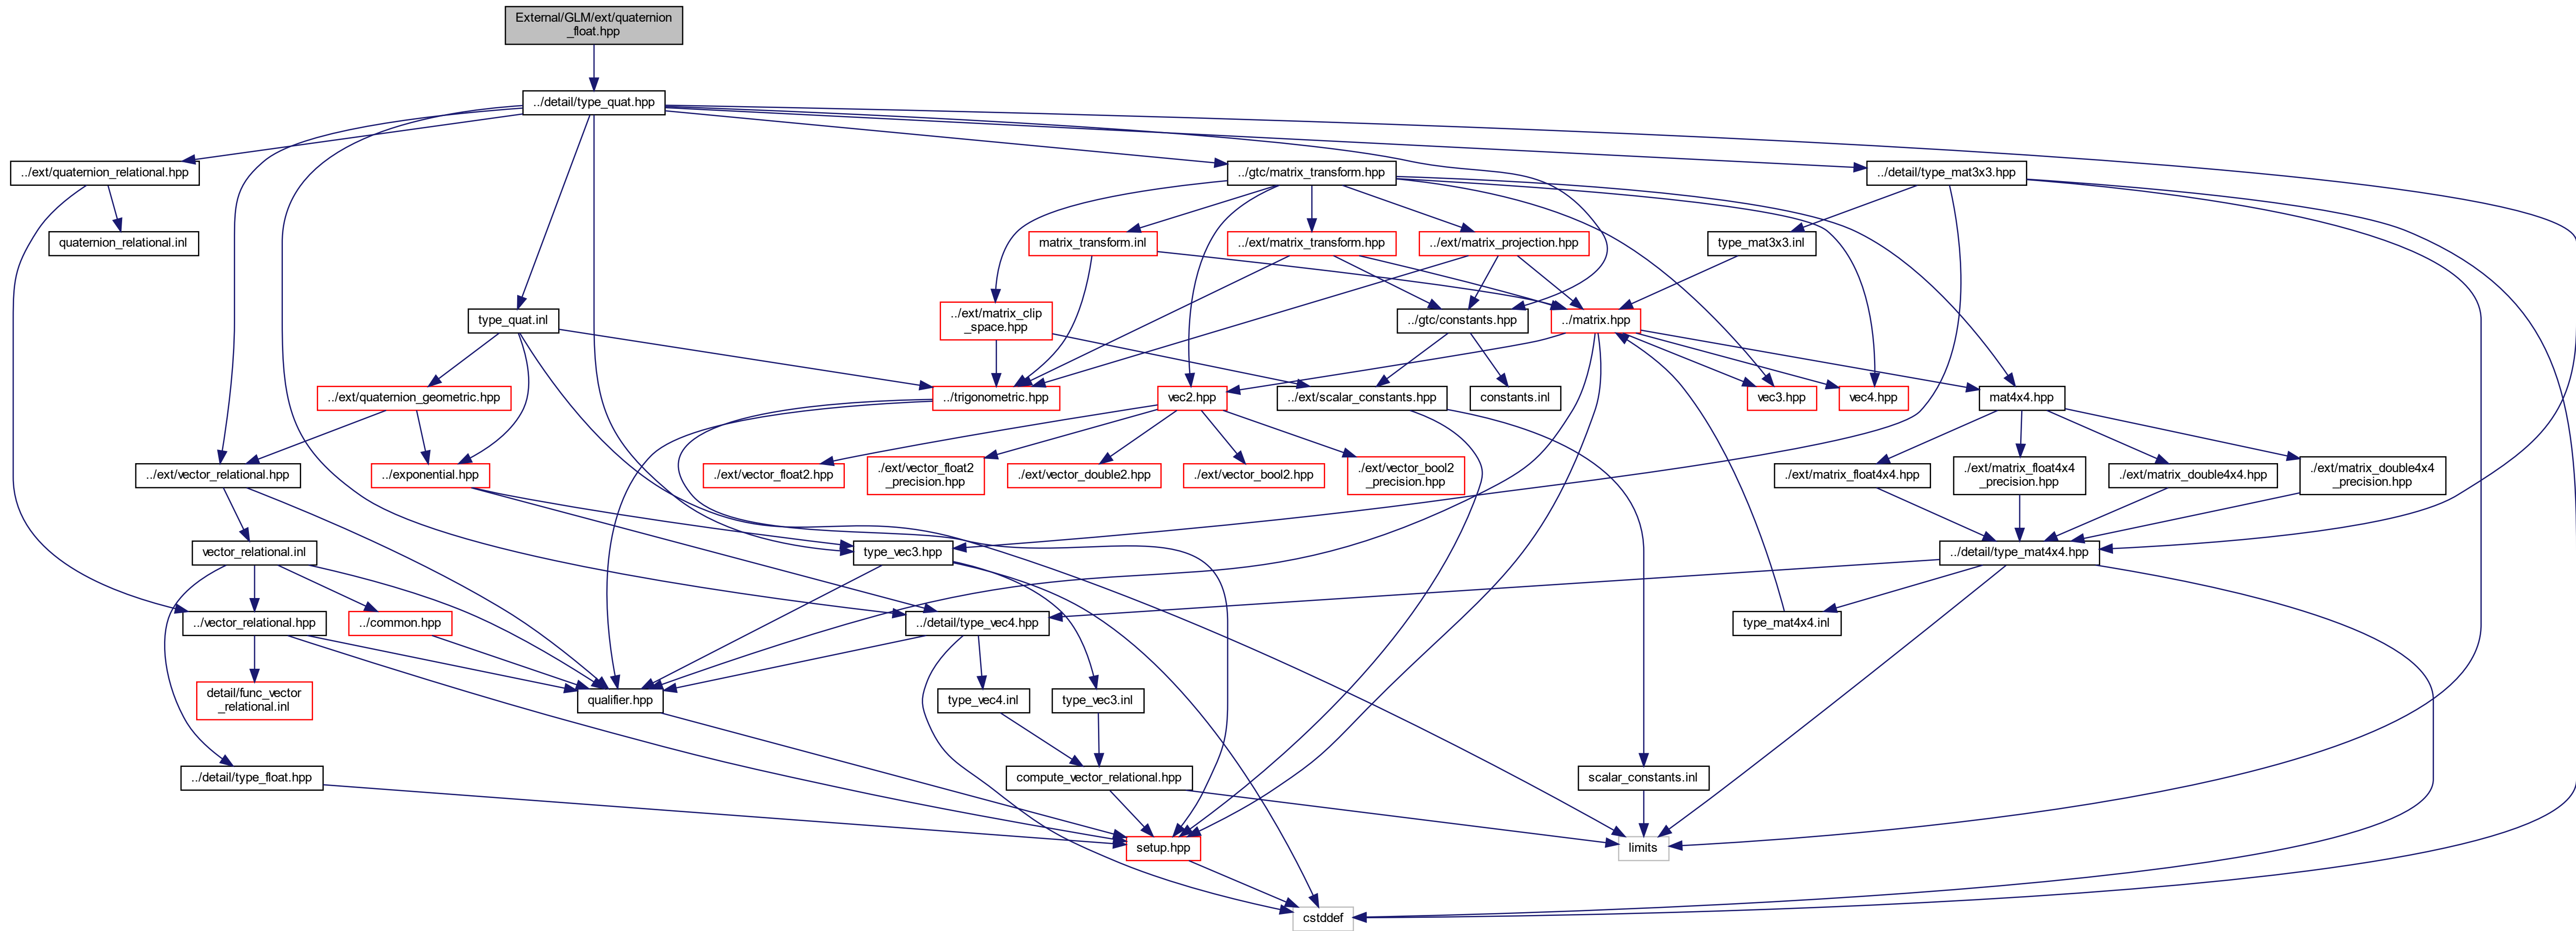 External/GLM/ext/quaternion
_float.hpp
../detail/type_quat.hpp
../ext/quaternion_relational.hpp
../gtc/matrix_transform.hpp
../detail/type_mat3x3.hpp
quaternion_relational.inl
matrix_transform.inl
../ext/matrix_transform.hpp
../ext/matrix_projection.hpp
type_mat3x3.inl
type_quat.inl
../ext/matrix_clip
_space.hpp
../gtc/constants.hpp
../matrix.hpp
../ext/quaternion_geometric.hpp
../trigonometric.hpp
vec2.hpp
../ext/scalar_constants.hpp
constants.inl
vec3.hpp
vec4.hpp
mat4x4.hpp
../ext/vector_relational.hpp
../exponential.hpp
./ext/vector_float2.hpp
./ext/vector_float2
_precision.hpp
./ext/vector_double2.hpp
./ext/vector_bool2.hpp
./ext/vector_bool2
_precision.hpp
./ext/matrix_float4x4.hpp
./ext/matrix_float4x4
_precision.hpp
./ext/matrix_double4x4.hpp
./ext/matrix_double4x4
_precision.hpp
vector_relational.inl
type_vec3.hpp
../detail/type_mat4x4.hpp
../vector_relational.hpp
../common.hpp
../detail/type_vec4.hpp
type_mat4x4.inl
detail/func_vector
_relational.inl
qualifier.hpp
type_vec4.inl
type_vec3.inl
../detail/type_float.hpp
compute_vector_relational.hpp
scalar_constants.inl
setup.hpp
limits
cstddef